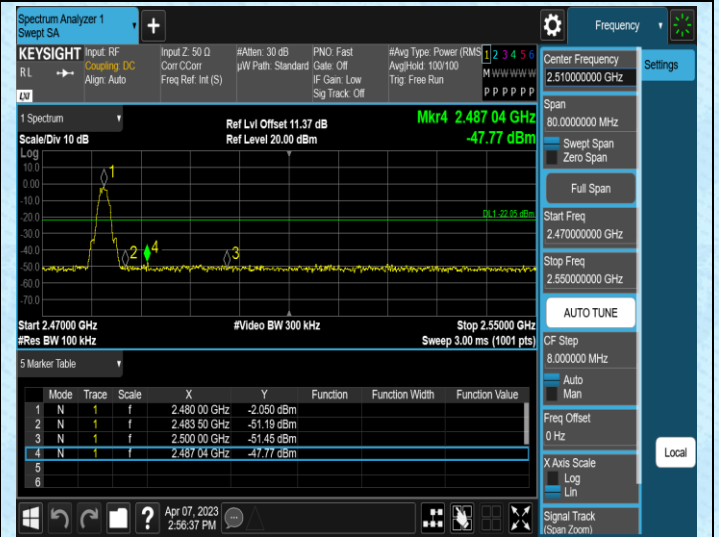 Spectrum Analyzer 1
Swept SA
+
Frequency
KEYSIGHT
RL
LXI
Input: RF
Coupling: DC
Align: Auto
Input Z: 50 Ω
Corr CCorr
Freq Ref: Int (S)
#Atten: 30 dB
µW Path: Standard
PNO: Fast
Gate: Off
IF Gain: Low
Sig Track: Off
#Avg Type: Power (RMS
Avg|Hold: 100/100
Trig: Free Run
1 2 3 4 5 6
M W W W W W
P P P P P P
1 Spectrum
Scale/Div 10 dB
Ref Lvl Offset 11.37 dB
Ref Level 20.00 dBm
Mkr4 2.487 04 GHz
-47.77 dBm
Log
10.0
0.00
-10.0
-20.0
-30.0
-40.0
-50.0
-60.0
-70.0
1
2
4
3
DL1 -22.05 dBm
Start 2.47000 GHz
#Res BW 100 kHz
#Video BW 300 kHz
Stop 2.55000 GHz
Sweep 3.00 ms (1001 pts)
5 Marker Table
Mode Trace Scale X Y Function Function Width Function Value
1 N 1 f 2.480 00 GHz -2.050 dBm
2 N 1 f 2.483 50 GHz -51.19 dBm
3 N 1 f 2.500 00 GHz -51.45 dBm
4 N 1 f 2.487 04 GHz -47.77 dBm
5
6
?
Apr 07, 2023
2:56:37 PM
Center Frequency
2.510000000 GHz
Settings
Span
80.0000000 MHz
Swept Span
Zero Span
Full Span
Start Freq
2.470000000 GHz
Stop Freq
2.550000000 GHz
AUTO TUNE
CF Step
8.000000 MHz
Auto
Man
Freq Offset
0 Hz
Local
X Axis Scale
Log
Lin
Signal Track
(Span Zoom)